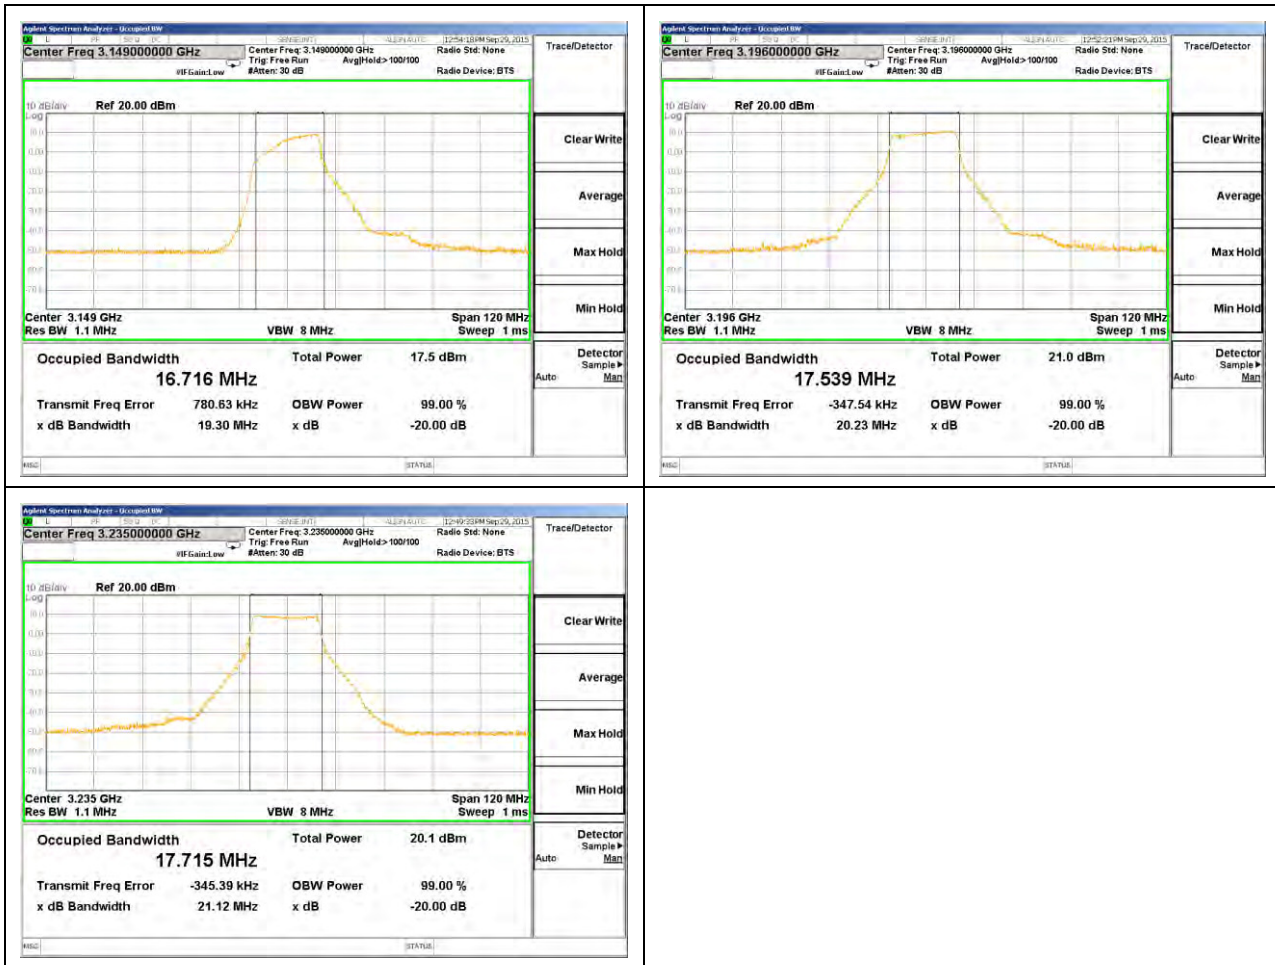 Agilent Spectrum Analyzer - Occupied BW
12:54:18 PM Sep 29, 2015
Center Freq 3.149000000 GHz
Center Freq: 3.149000000 GHz
Radio Std: None
Trig: Free Run
Avg|Hold:> 100/100
#IFGain:Low
#Atten: 30 dB
Radio Device: BTS
10 dB/div
Ref 20.00 dBm
Log
Center 3.149 GHz
Span 120 MHz
Res BW 1.1 MHz
VBW 8 MHz
Sweep 1 ms
Occupied Bandwidth
Total Power
17.5 dBm
16.716 MHz
Transmit Freq Error
780.63 kHz
OBW Power
99.00 %
x dB Bandwidth
19.30 MHz
x dB
-20.00 dB
MSG
STATUS
Trace/Detector
Clear Write
Average
Max Hold
Min Hold
Detector
Sample▶
Auto Man
Agilent Spectrum Analyzer - Occupied BW
12:52:21 PM Sep 29, 2015
Center Freq 3.196000000 GHz
Center Freq: 3.196000000 GHz
Radio Std: None
Trig: Free Run
Avg|Hold:> 100/100
#IFGain:Low
#Atten: 30 dB
Radio Device: BTS
10 dB/div
Ref 20.00 dBm
Log
Center 3.196 GHz
Span 120 MHz
Res BW 1.1 MHz
VBW 8 MHz
Sweep 1 ms
Occupied Bandwidth
Total Power
21.0 dBm
17.539 MHz
Transmit Freq Error
-347.54 kHz
OBW Power
99.00 %
x dB Bandwidth
20.23 MHz
x dB
-20.00 dB
MSG
STATUS
Trace/Detector
Clear Write
Average
Max Hold
Min Hold
Detector
Sample▶
Auto Man
Agilent Spectrum Analyzer - Occupied BW
12:49:33 PM Sep 29, 2015
Center Freq 3.235000000 GHz
Center Freq: 3.235000000 GHz
Radio Std: None
Trig: Free Run
Avg|Hold:> 100/100
#IFGain:Low
#Atten: 30 dB
Radio Device: BTS
10 dB/div
Ref 20.00 dBm
Log
Center 3.235 GHz
Span 120 MHz
Res BW 1.1 MHz
VBW 8 MHz
Sweep 1 ms
Occupied Bandwidth
Total Power
20.1 dBm
17.715 MHz
Transmit Freq Error
-345.39 kHz
OBW Power
99.00 %
x dB Bandwidth
21.12 MHz
x dB
-20.00 dB
MSG
STATUS
Trace/Detector
Clear Write
Average
Max Hold
Min Hold
Detector
Sample▶
Auto Man